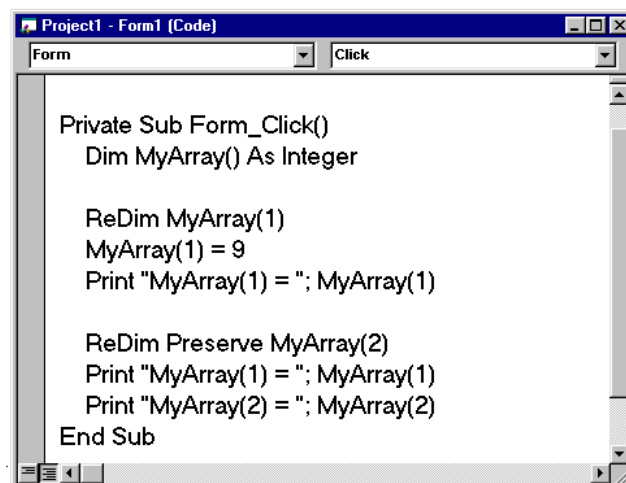 Project1 - Form1 (Code)
Form Click
Private Sub Form_Click()
Dim MyArray() As Integer
ReDim MyArray(1)
MyArray(1) = 9
Print "MyArray(1) = "; MyArray(1)
ReDim Preserve MyArray(2)
Print "MyArray(1) = "; MyArray(1)
Print "MyArray(2) = "; MyArray(2)
End Sub